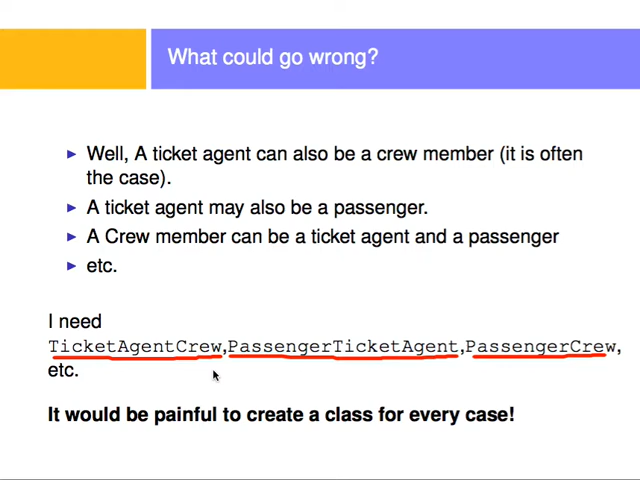 What could go wrong?
Well, A ticket agent can also be a crew member (it is often
the case).
A ticket agent may also be a passenger.
A Crew member can be a ticket agent and a passenger
etc.
I need
TicketAgentCrew,PassengerTicketAgent,PassengerCrew,
etc.
It would be painful to create a class for every case!